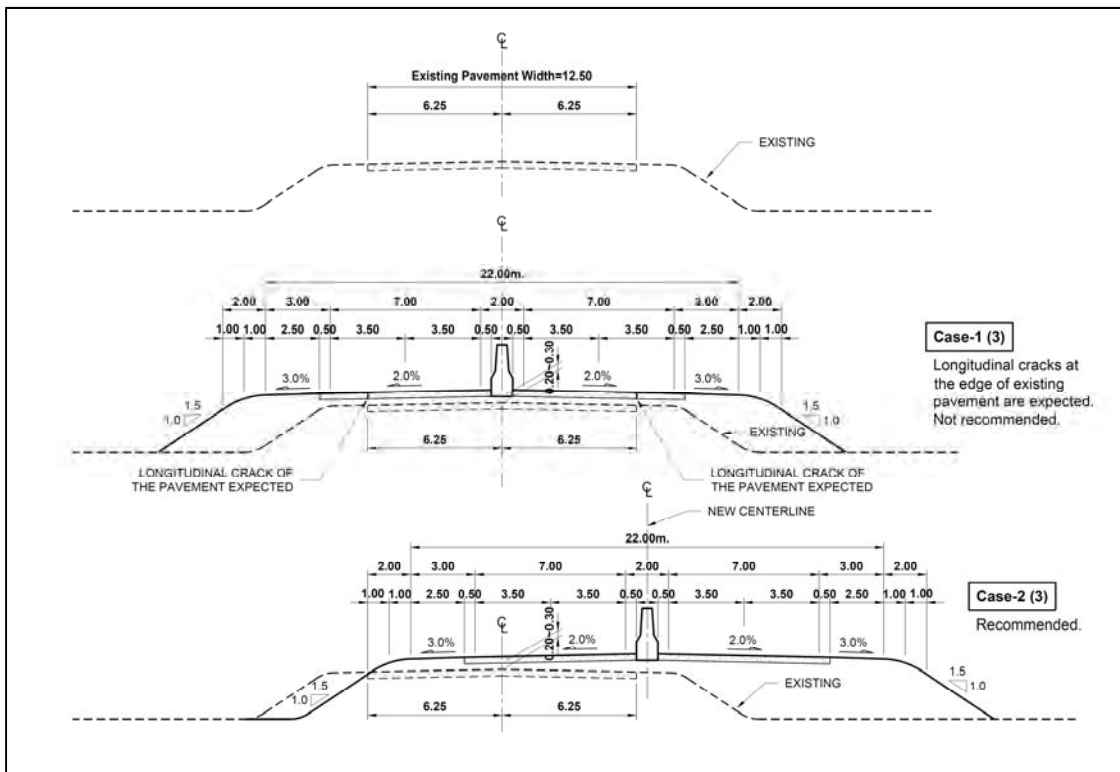 ℄
Existing Pavement Width=12.50
6.25 6.25
EXISTING
℄
22.00m.
2.00 3.00 7.00 2.00 7.00 3.00 2.00
1.00 1.00 2.50 0.50 3.50 3.50 0.50 0.50 3.50 3.50 0.50 2.50 1.00 1.00
0.20~0.30
3.0% 2.0% 2.0% 3.0%
1.5 1.5
1.0 1.0
6.25 6.25
EXISTING
LONGITUDINAL CRACK OF
THE PAVEMENT EXPECTED
LONGITUDINAL CRACK OF
THE PAVEMENT EXPECTED
Case-1 (3)
Longitudinal cracks at
the edge of existing
pavement are expected.
Not recommended.
℄
NEW CENTERLINE
22.00m.
2.00 3.00 7.00 2.00 7.00 3.00 2.00
1.00 1.00 2.50 0.50 3.50 3.50 0.50 0.50 3.50 3.50 0.50 2.50 1.00 1.00
℄
0.20~0.30
3.0% 2.0% 2.0% 3.0%
1.5 1.5
1.0 1.0
6.25 6.25
EXISTING
Case-2 (3)
Recommended.